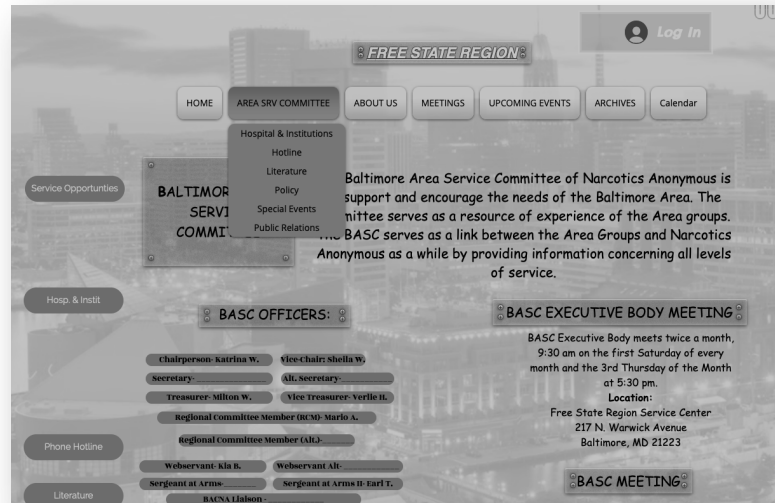 Log In
FREE STATE REGION
HOME
AREA SRV COMMITTEE
ABOUT US
MEETINGS
UPCOMING EVENTS
ARCHIVES
Calendar
Hospital & Institutions
Hotline
Literature
Policy
Special Events
Public Relations
Service Opportunties
Hosp. & Instit
Phone Hotline
Literature
BALTIMOR
SERVI
COMMIT
Baltimore Area Service Committee of Narcotics Anonymous is
support and encourage the needs of the Baltimore Area. The
mittee serves as a resource of experience of the Area groups.
The BASC serves as a link between the Area Groups and Narcotics
Anonymous as a while by providing information concerning all levels
of service.
BASC OFFICERS:
Chairperson- Katrina W.
Vice-Chair: Sheila W.
Secretary-______________
Alt. Secretary-__________
Treasurer- Milton W.
Vice Treasurer- Verlie H.
Regional Committee Member (RCM)- Mario A.
Regional Committee Member (Alt.)-______
Webservant- Kia B.
Webservant Alt- ___________
Sergeant at Arms-_______
Sergeant at Arms II- Earl T.
BACNA Liaison - ___________
BASC EXECUTIVE BODY MEETING
BASC Executive Body meets twice a month,
9:30 am on the first Saturday of every
month and the 3rd Thursday of the Month
at 5:30 pm.
Location:
Free State Region Service Center
217 N. Warwick Avenue
Baltimore, MD 21223
BASC MEETING